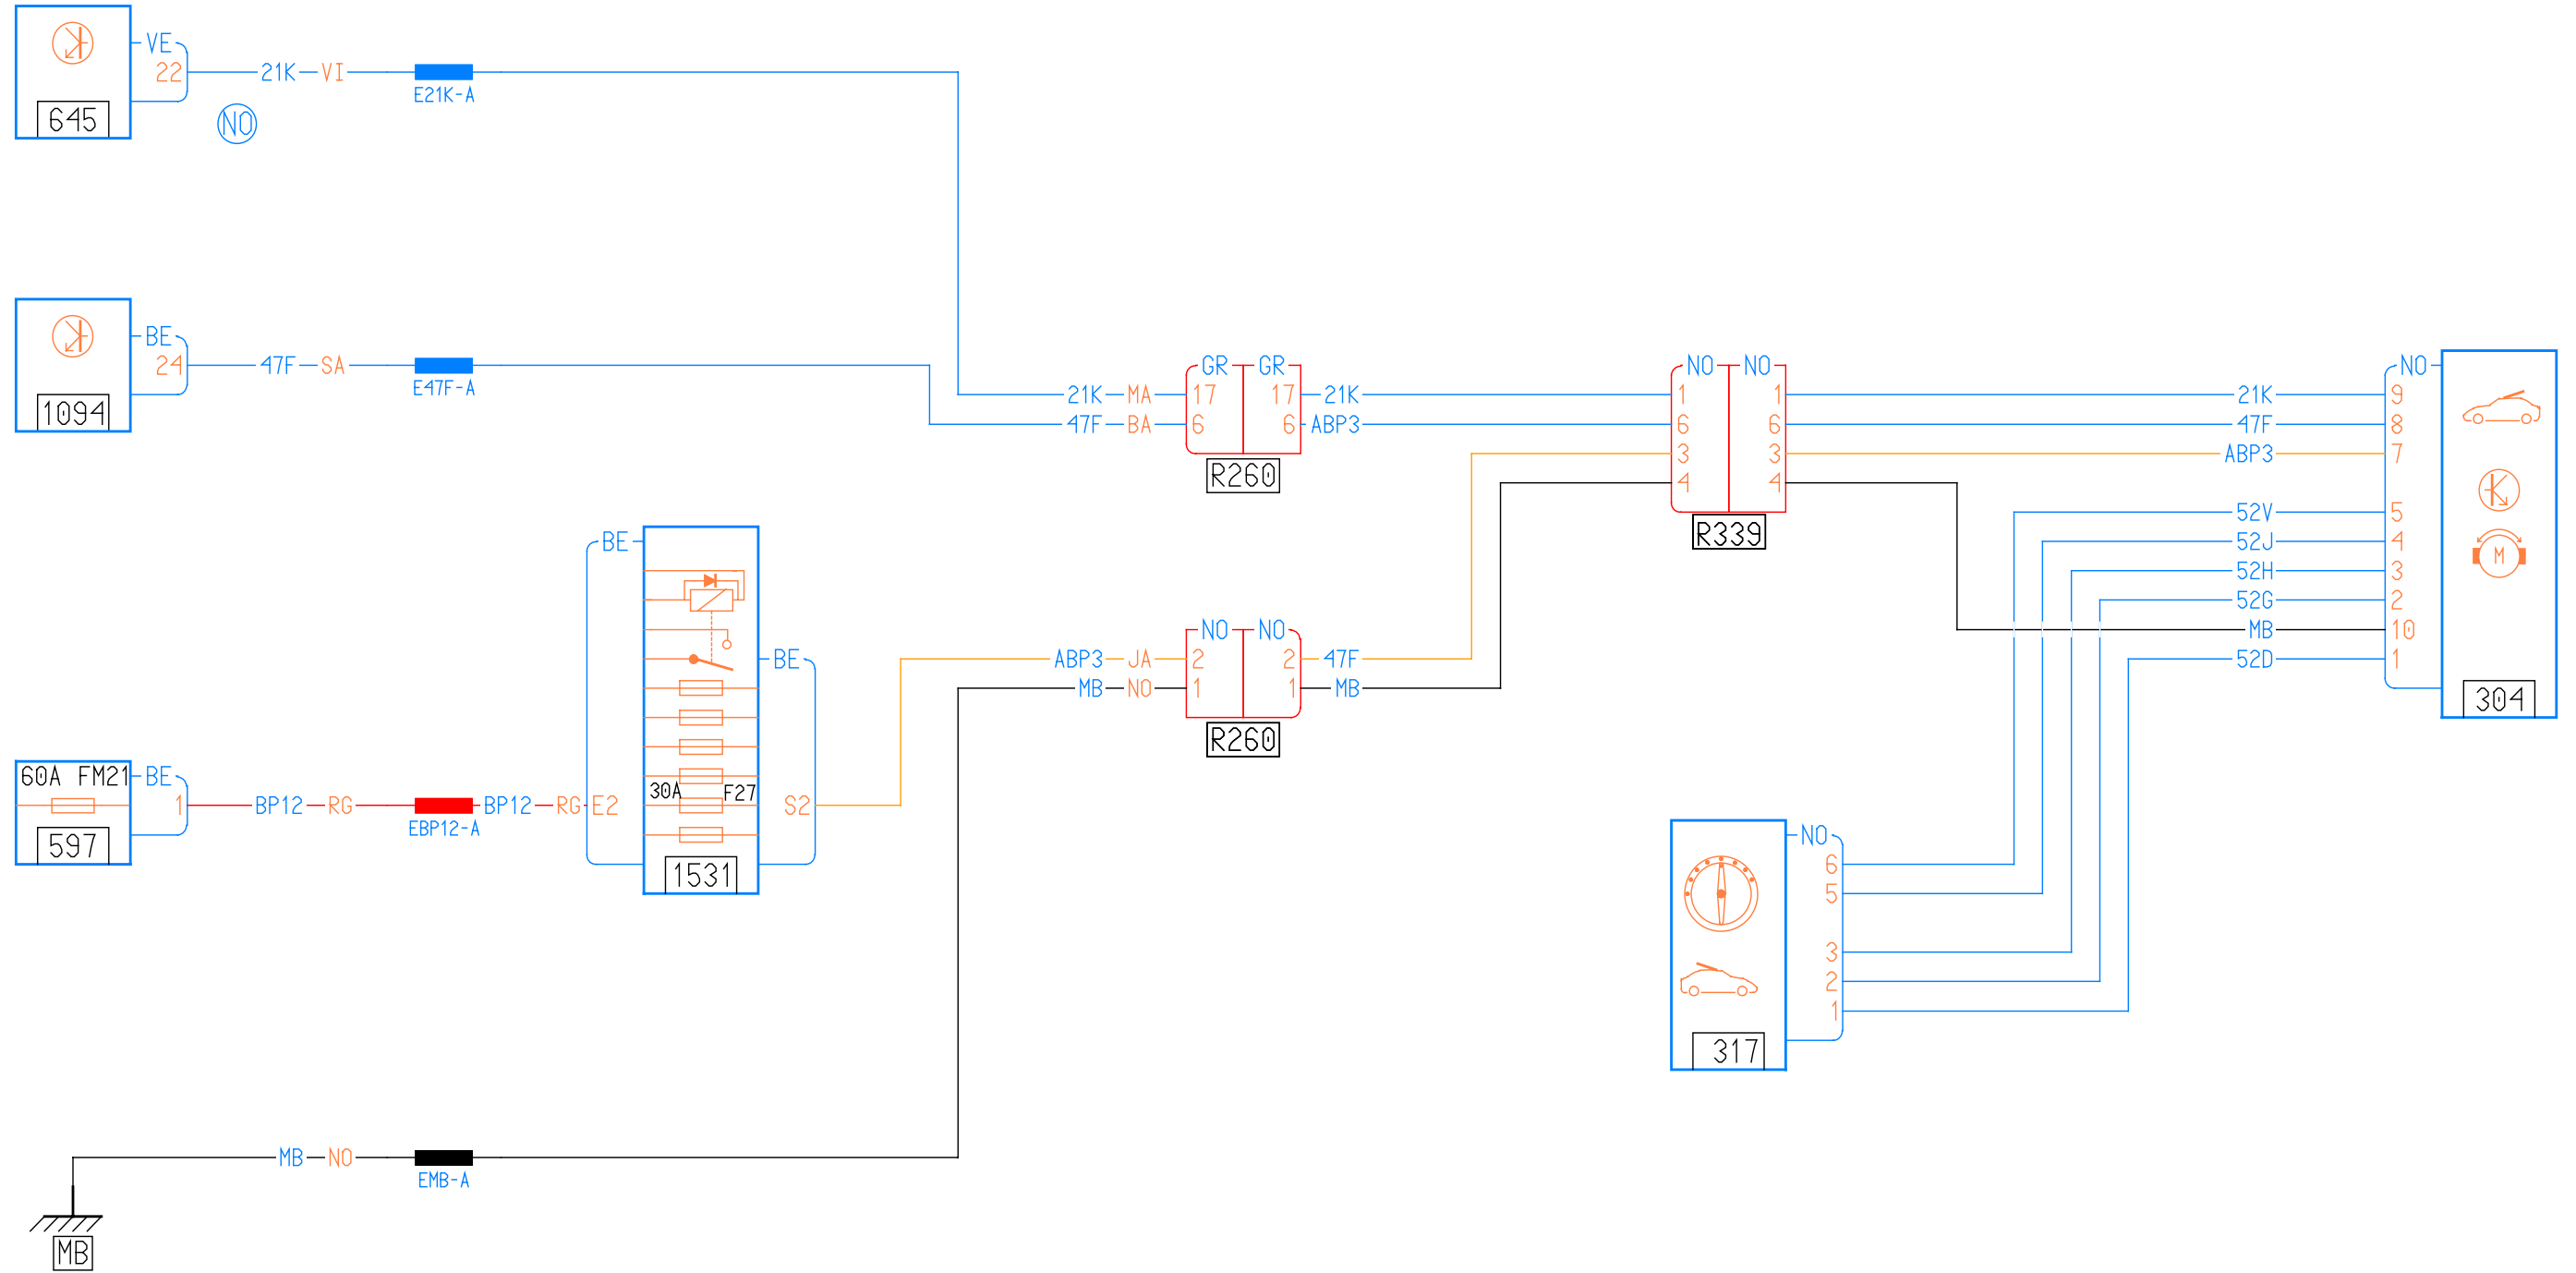 VE
22 21K VI
E21K-A
645
NO
BE
24 47F SA
E47F-A
1094
21K MA
47F BA
GR GR
17 17
6 6
R260
21K
ABP3
NO NO
1 1
6 6
3 3
4 4
R339
21K
47F
ABP3
52V
52J
52H
52G
MB
52D
NO
9
8
7
5
4
3
2
10
1
M
304
BE
BE
30A F27
E2 S2
1531
ABP3 JA
MB NO
NO NO
2 2
1 1
R260
47F
MB
60A FM21
BE
1 BP12 RG
EBP12-A
BP12 RG
597
NO
6
5
3
2
1
317
MB NO
EMB-A
MB